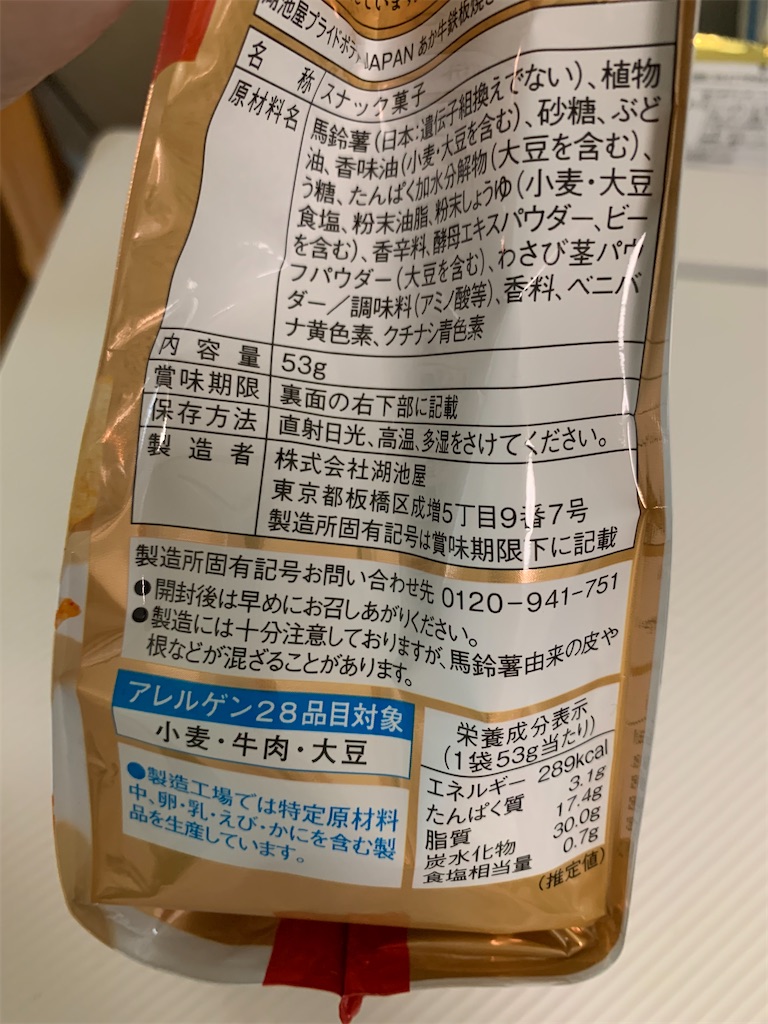 湖池屋プライドポテトJAPAN あか牛鉄板焼き
名称 スナック菓子
原材料名 馬鈴薯(日本:遺伝子組換えでない)、植物
油、香味油(小麦・大豆を含む)、砂糖、ぶど
う糖、たんぱく加水分解物(大豆を含む)、
食塩、粉末油脂、粉末しょうゆ(小麦・大豆
を含む)、香辛料、酵母エキスパウダー、ビー
フパウダー(大豆を含む)、わさび茎パウ
ダー/調味料(アミノ酸等)、香料、ベニバ
ナ黄色素、クチナシ青色素
内容量 53g
賞味期限 裏面の右下部に記載
保存方法 直射日光、高温、多湿をさけてください。
製造者 株式会社湖池屋
東京都板橋区成増5丁目9番7号
製造所固有記号は賞味期限下に記載
製造所固有記号お問い合わせ先 0120-941-751
●開封後は早めにお召しあがりください。
●製造には十分注意しておりますが、馬鈴薯由来の皮や
根などが混ざることがあります。
アレルゲン28品目対象
小麦・牛肉・大豆
●製造工場では特定原材料
中、卵・乳・えび・かにを含む製
品を生産しています。
栄養成分表示
(1袋53g当たり)
エネルギー 289kcal
たんぱく質 3.1g
脂質 17.4g
炭水化物 30.0g
食塩相当量 0.7g
(推定値)